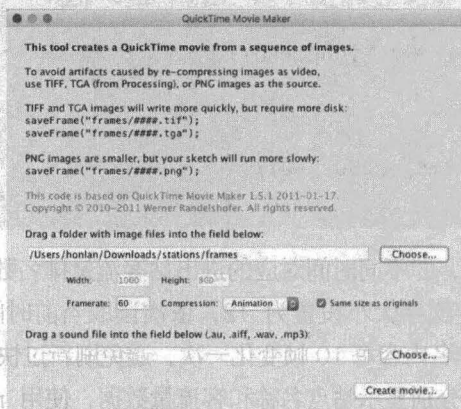 QuickTime Movie Maker
This tool creates a QuickTime movie from a sequence of images.
To avoid artifacts caused by re-compressing images as video,
use TIFF, TGA (from Processing), or PNG images as the source.
TIFF and TGA images will write more quickly, but require more disk:
saveFrame("frames/####.tif");
saveFrame("frames/####.tga");
PNG images are smaller, but your sketch will run more slowly:
saveFrame("frames/####.png");
This code is based on QuickTime Movie Maker 1.5.1 2011-01-17.
Copyright © 2010-2011 Werner Randelshofer. All rights reserved.
Drag a folder with image files into the field below:
/Users/honlan/Downloads/stations/frames Choose...
Width: 1000 Height: 800
Framerate: 60 Compression: Animation Same size as originals
Drag a sound file into the field below (.au, .aiff, .wav, .mp3):
Choose...
Create movie...